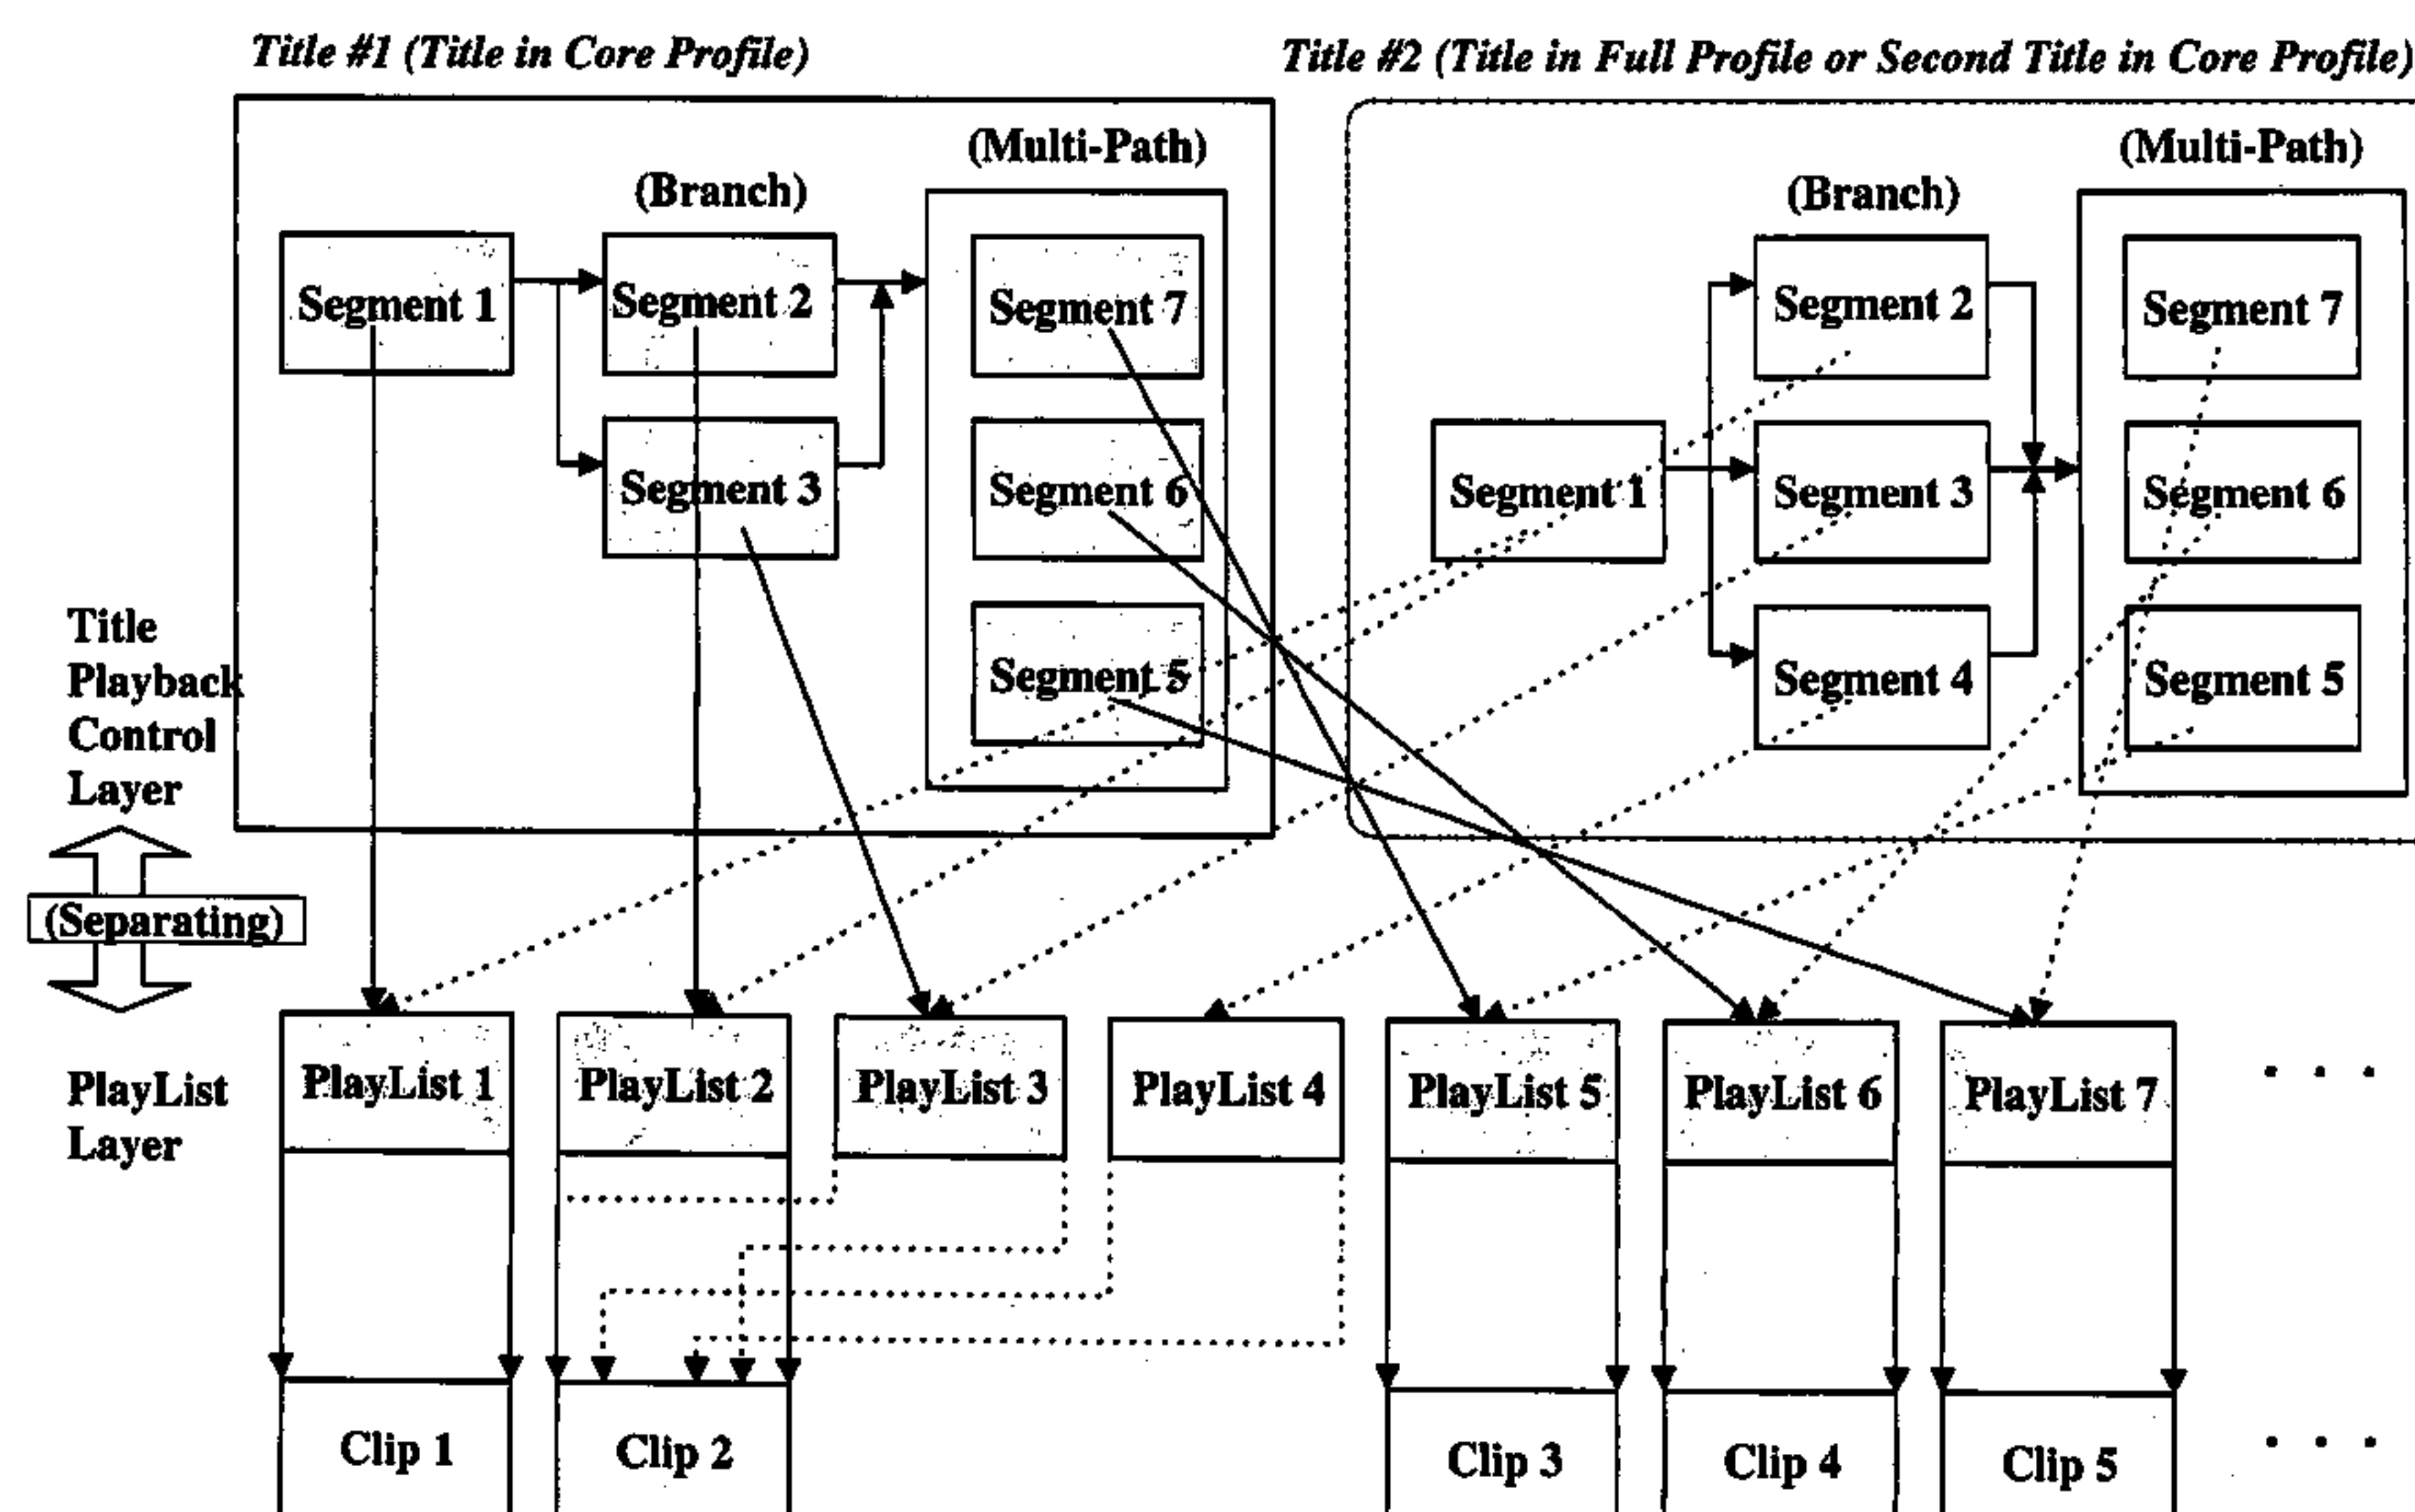 Title #1 (Title in Core Profile)
Title #2 (Title in Full Profile or Second Title in Core Profile)
(Multi-Path)
(Branch)
Segment 1
Segment 2
Segment 3
Segment 7
Segment 6
Segment 5
(Multi-Path)
(Branch)
Segment 1
Segment 2
Segment 3
Segment 4
Segment 7
Segment 6
Segment 5
Title
Playback
Control
Layer
(Separating)
PlayList
Layer
PlayList 1
PlayList 2
PlayList 3
PlayList 4
PlayList 5
PlayList 6
PlayList 7
. . .
Clip 1
Clip 2
Clip 3
Clip 4
Clip 5
. . .